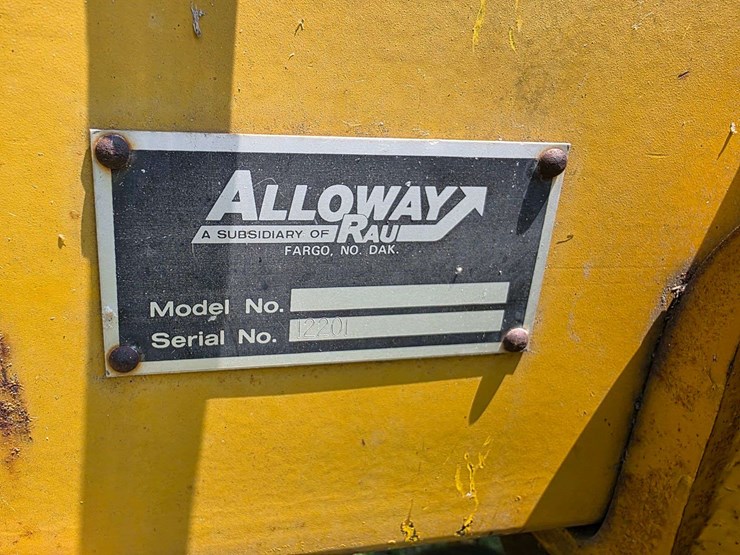 ALLOWAY
A SUBSIDIARY OF RAU
FARGO, NO. DAK.
Model No.
Serial No. 12201